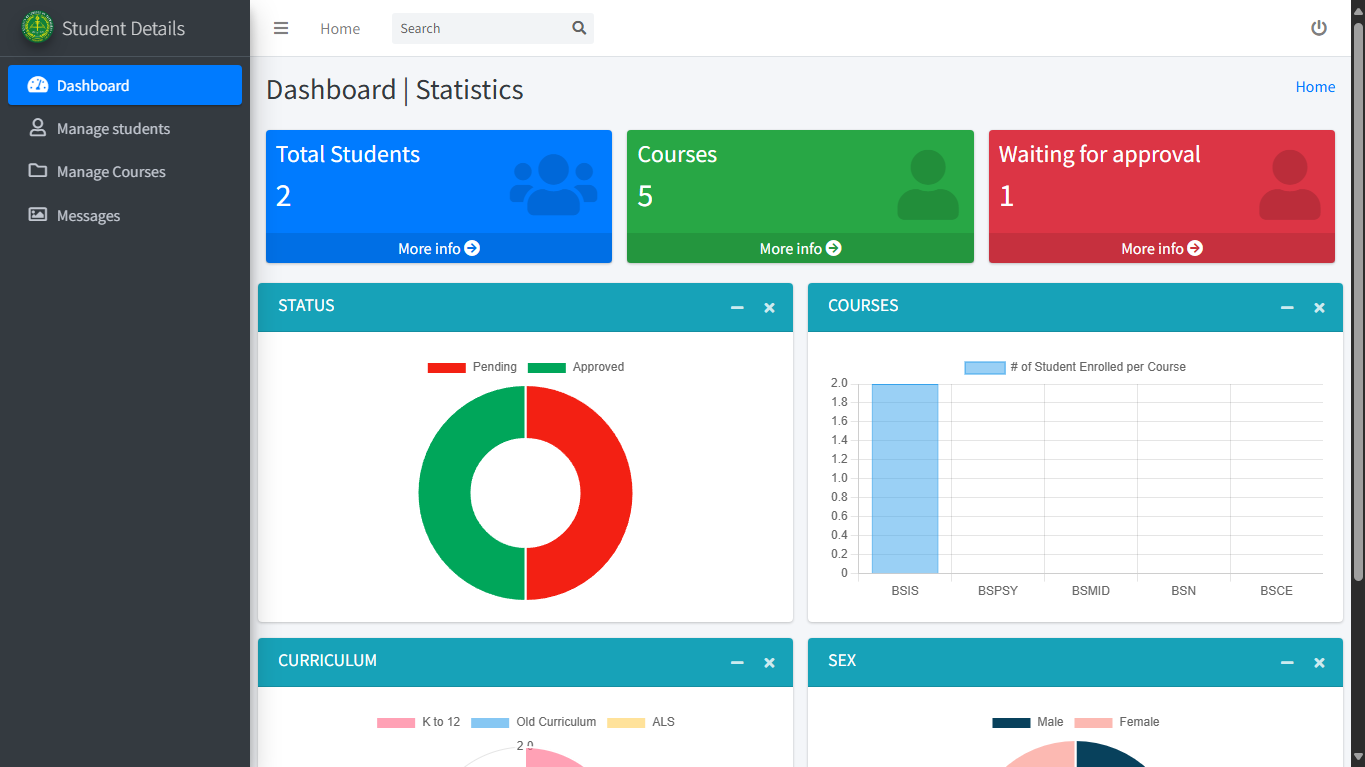 Student Details
Home
Search
Dashboard
Manage students
Manage Courses
Messages
Dashboard | Statistics
Home
Total Students
2
More info
Courses
5
More info
Waiting for approval
1
More info
STATUS
Pending Approved
COURSES
# of Student Enrolled per Course
2.0
1.8
1.6
1.4
1.2
1.0
0.8
0.6
0.4
0.2
0
BSIS BSPSY BSMID BSN BSCE
CURRICULUM
K to 12 Old Curriculum ALS
2.0
SEX
Male Female